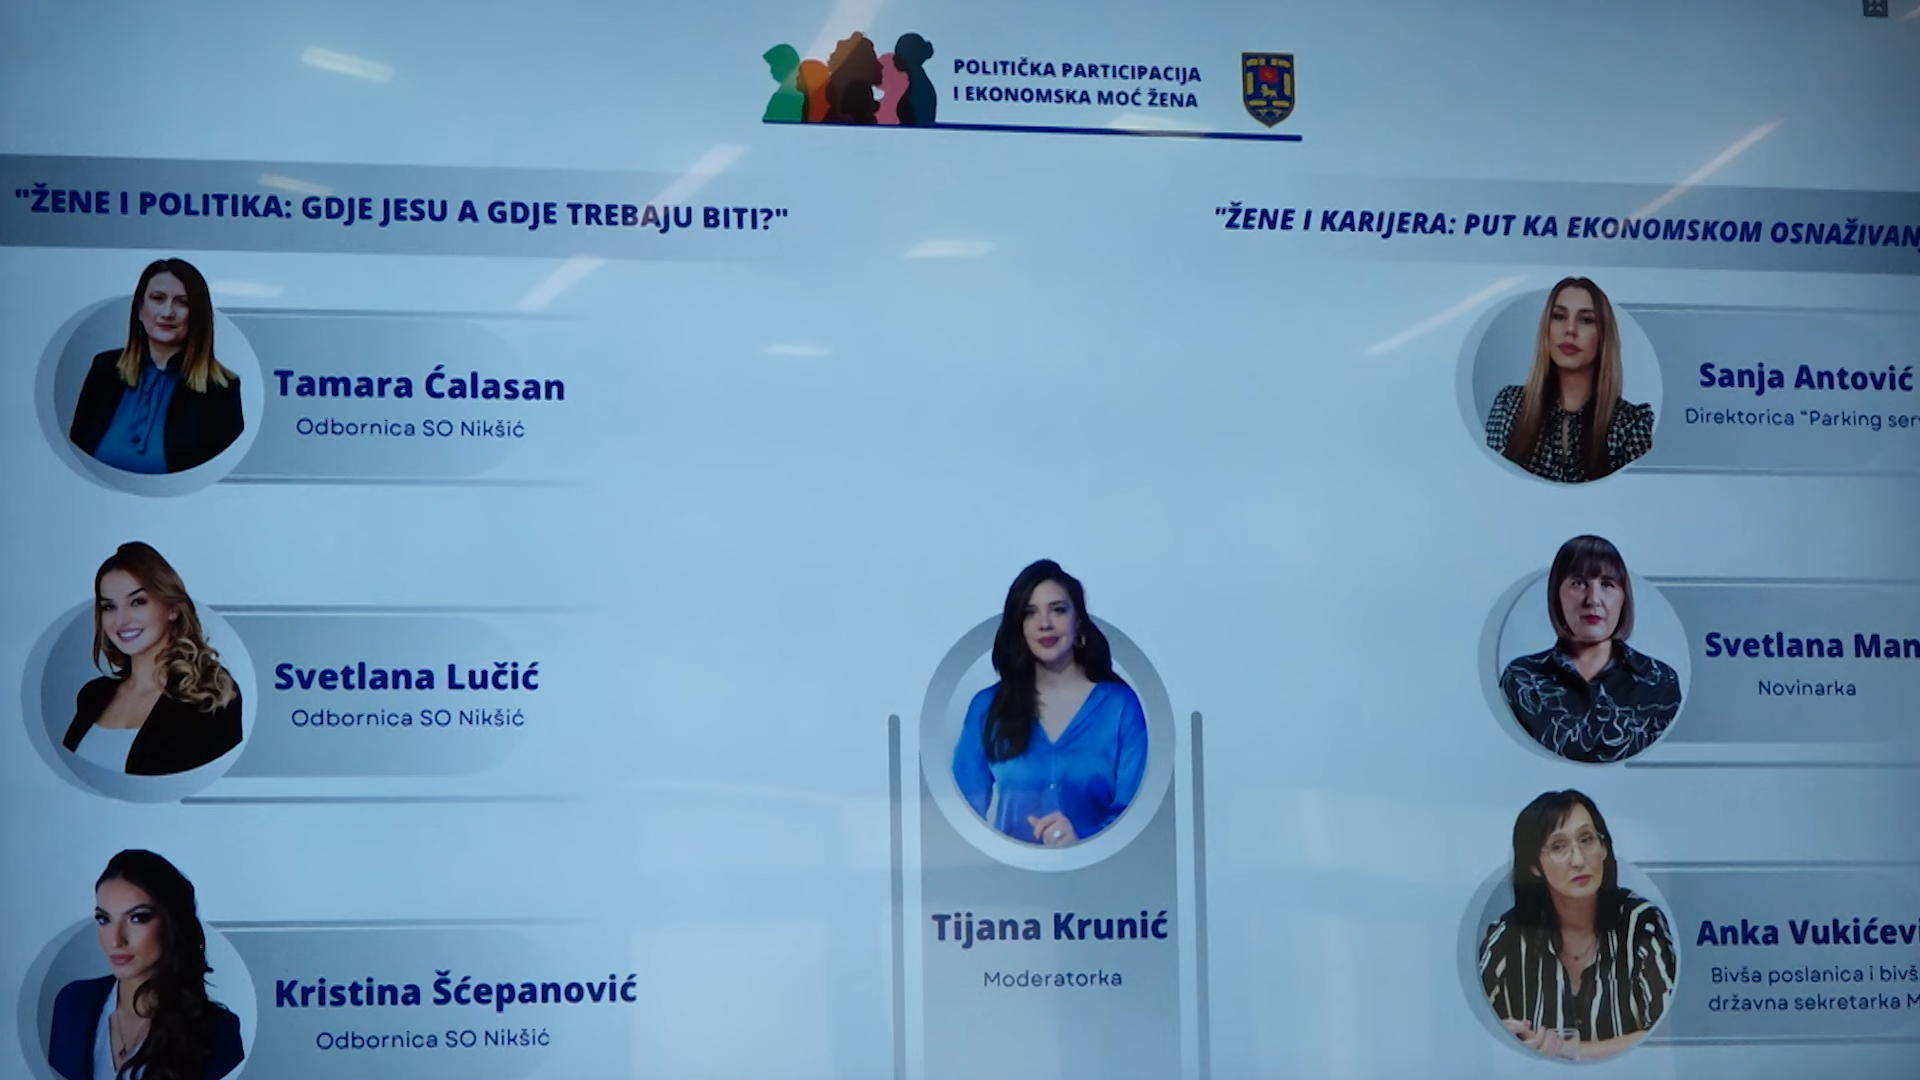 POLITIČKA PARTICIPACIJA
I EKONOMSKA MOĆ ŽENA
"ŽENE I POLITIKA: GDJE JESU A GDJE TREBAJU BITI?"
Tamara Ćalasan
Odbornica SO Nikšić
Svetlana Lučić
Odbornica SO Nikšić
Kristina Šćepanović
Odbornica SO Nikšić
Tijana Krunić
Moderatorka
"ŽENE I KARIJERA: PUT KA EKONOMSKOM
Sanja Antović
Direktorica “Parking
Svetlana
Novinarka
Anka
Bivša poslanica i
državna sekretarka